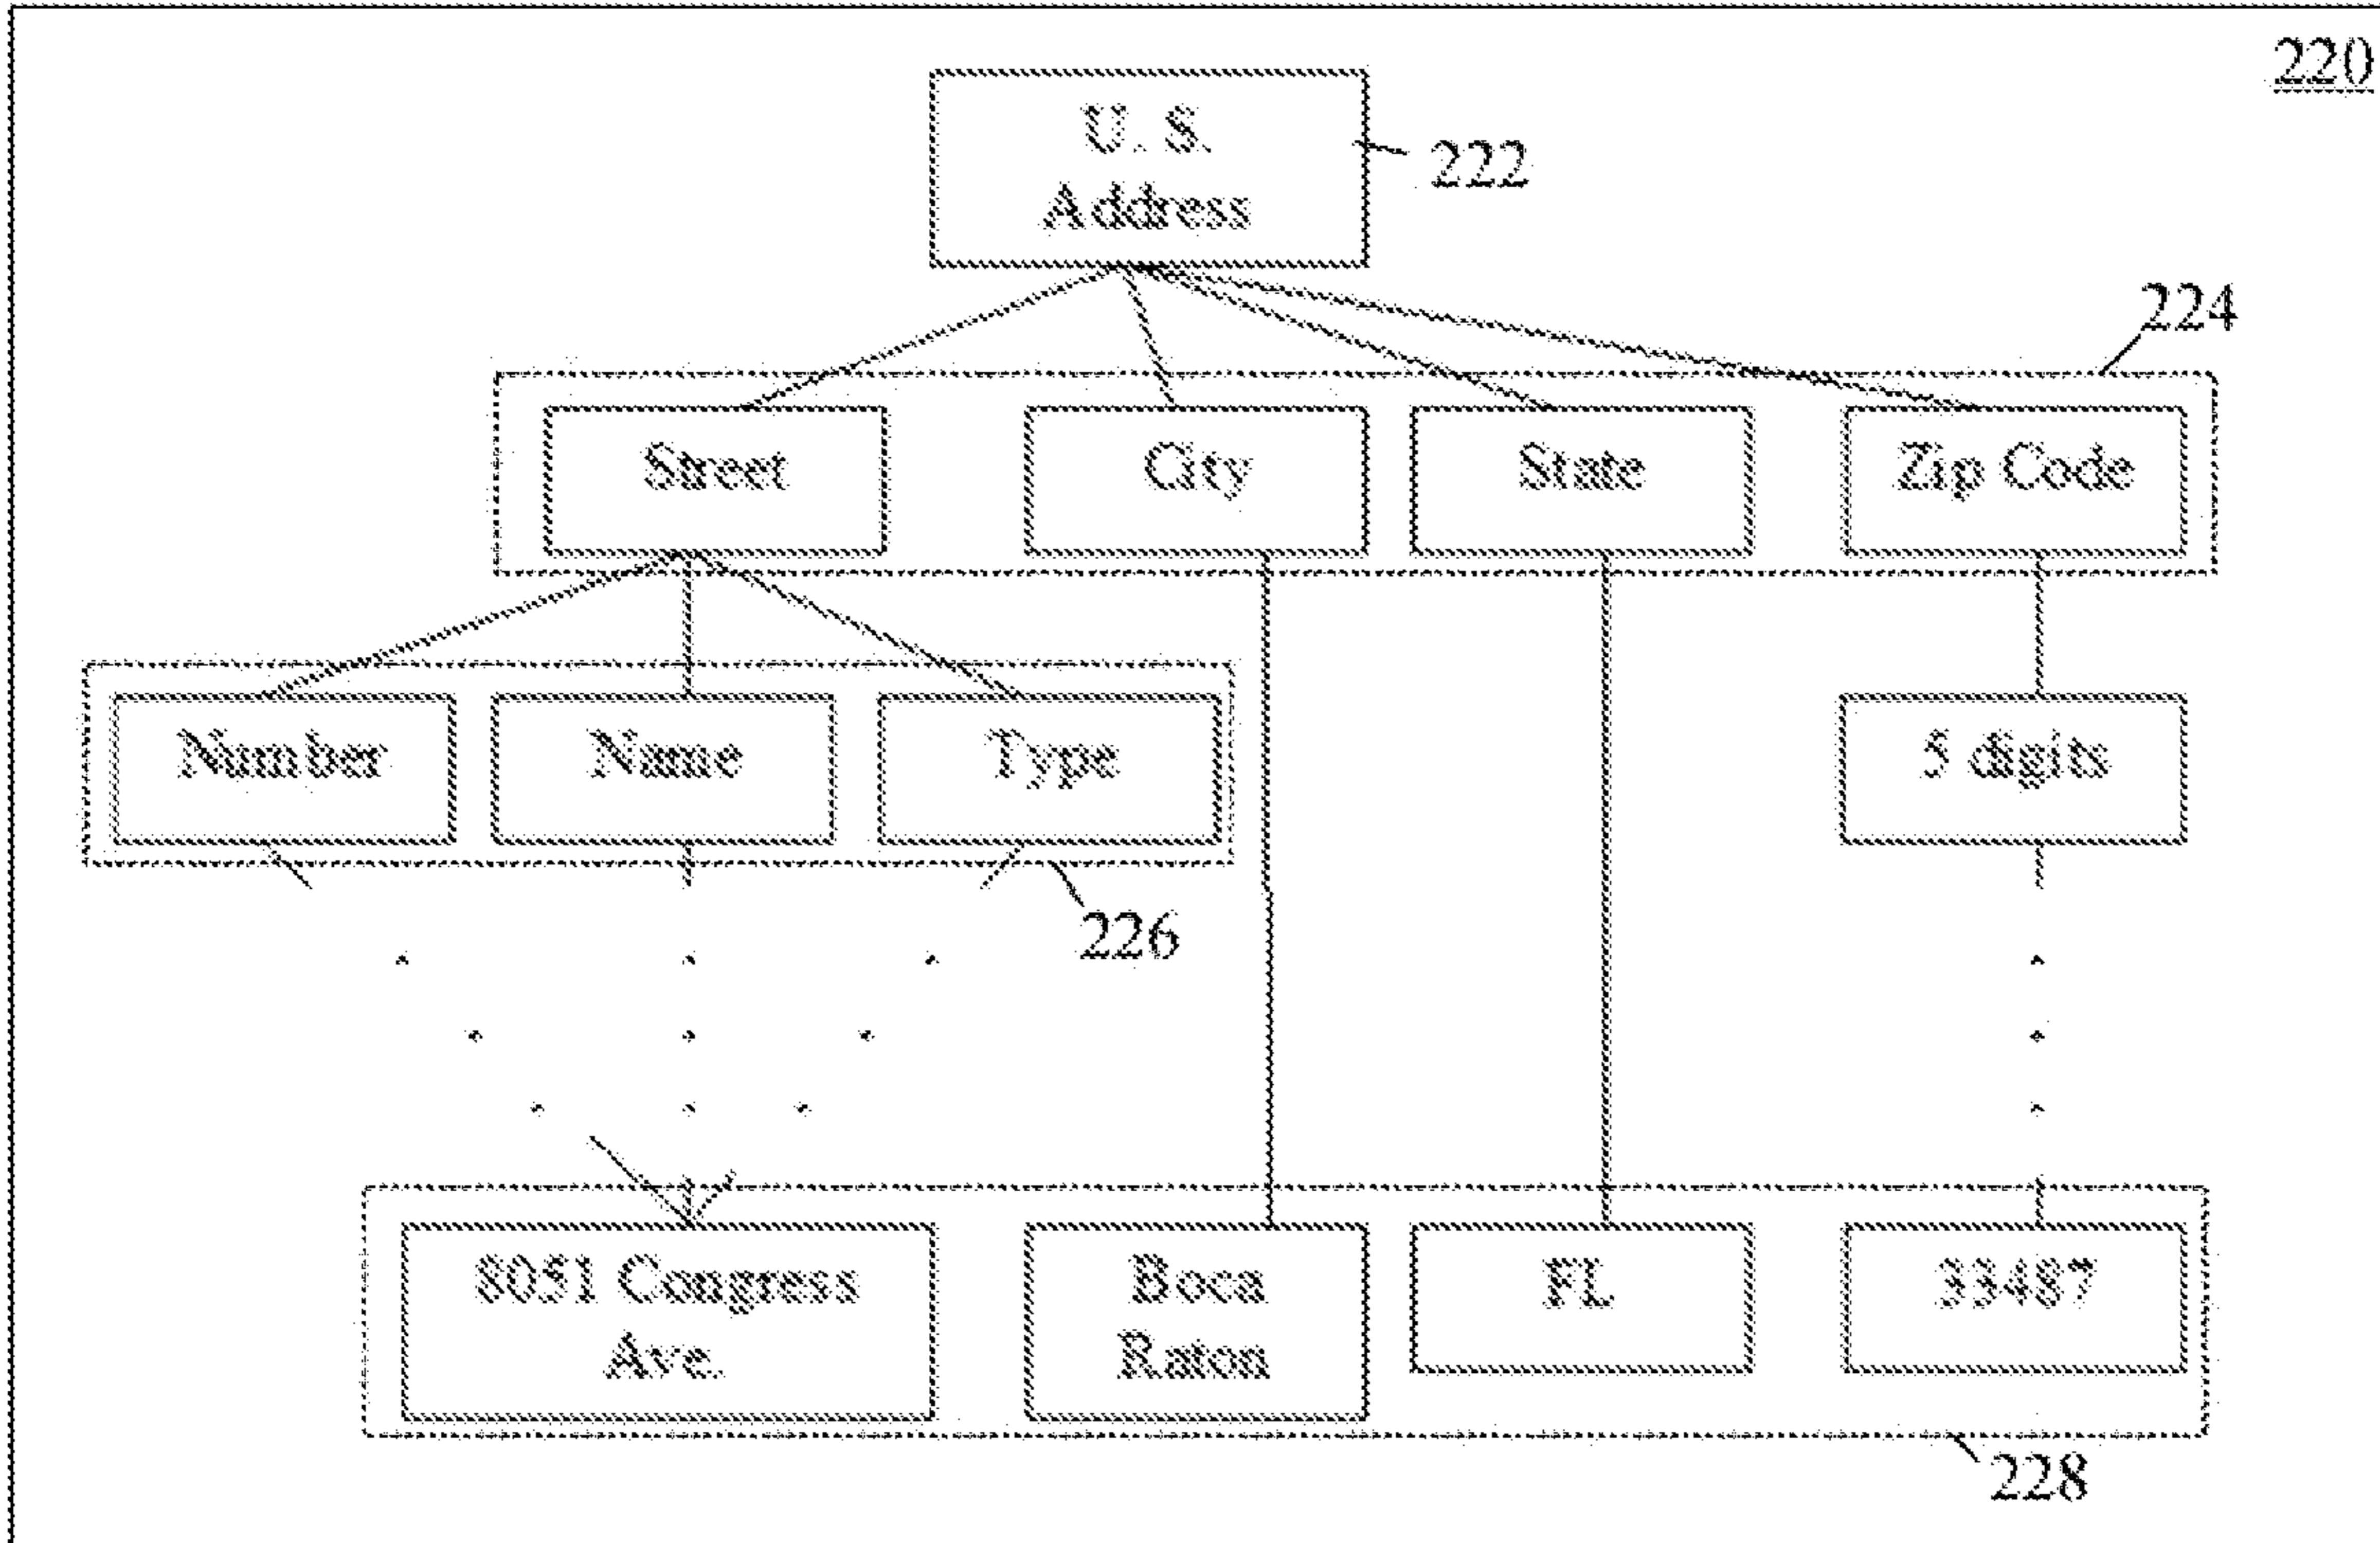 220
U. S.
Address
222
224
Street
City
State
Zip Code
Number
Name
Type
5 digits
226
8051 Congress
Ave.
Boca
Raton
FL
33487
228